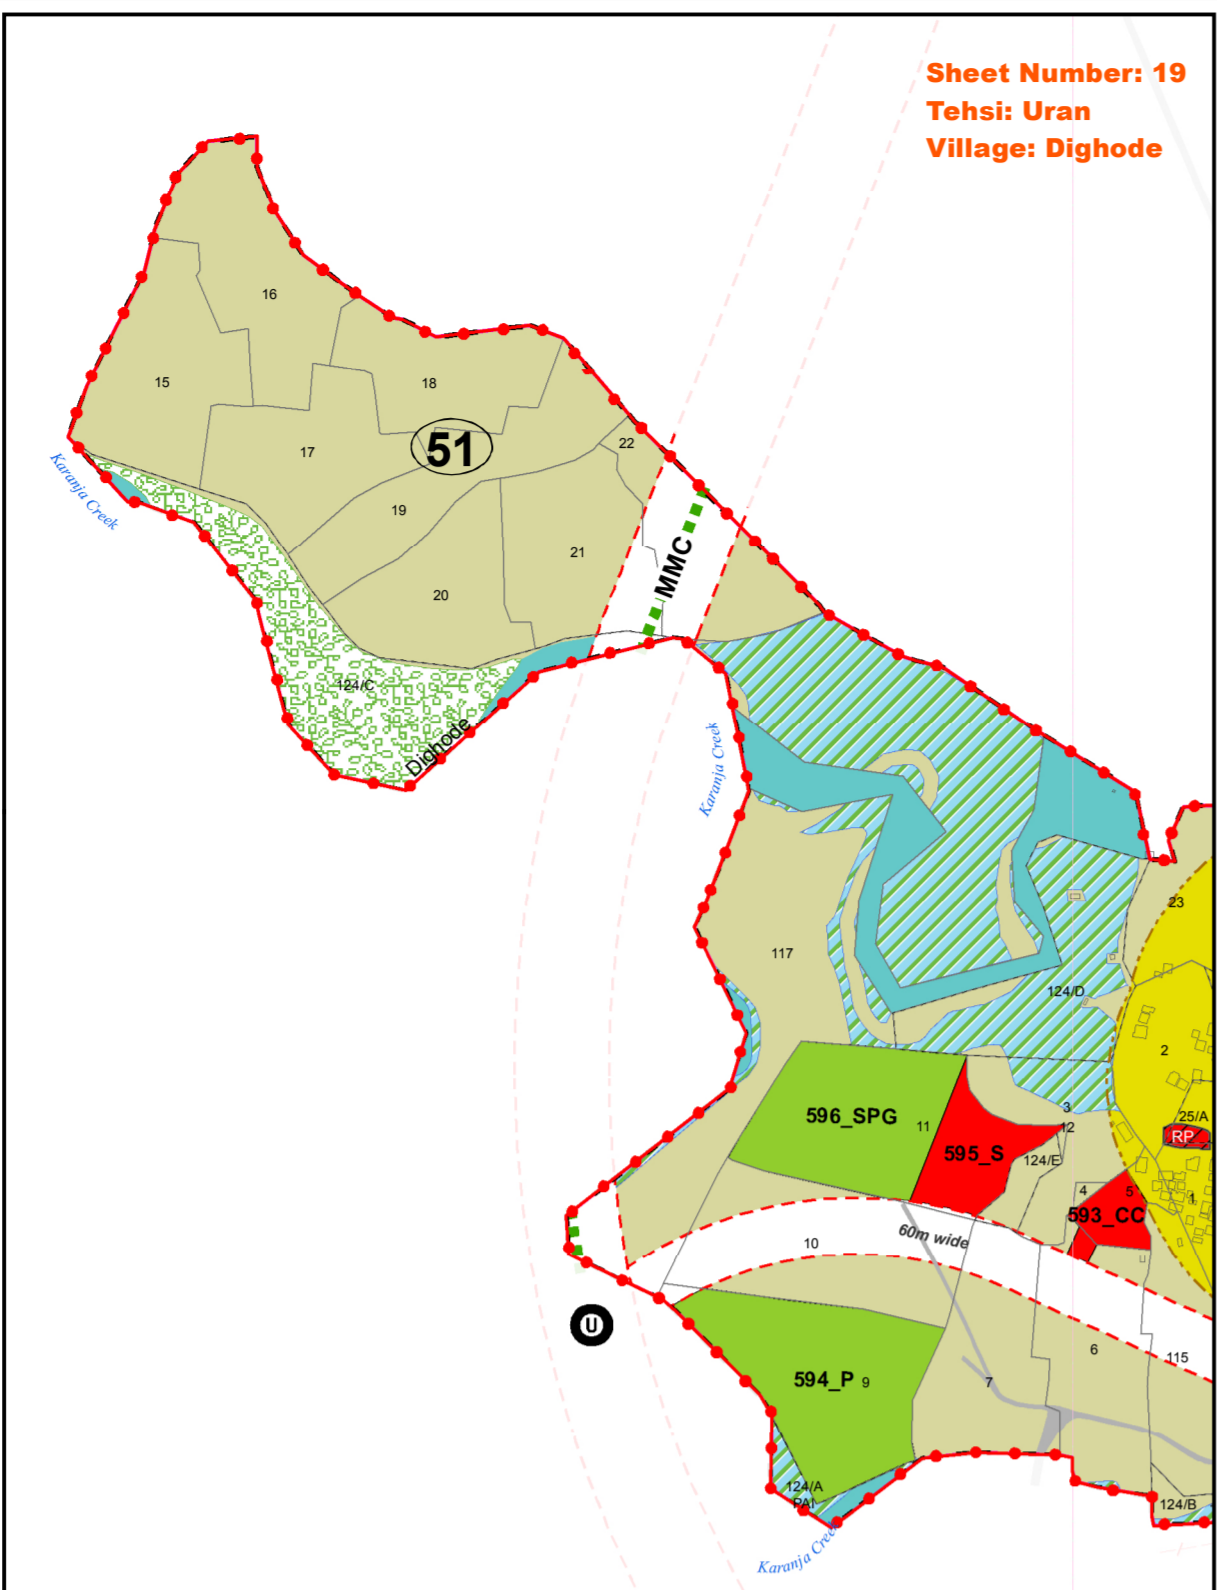 Sheet Number: 19
Tehsi: Uran
Village: Dighode
16
15
18
17
51
22
Karanja Creek
19
21
MMC
20
124/C
Dighode
Karanja Creek
23
117
124/D
2
3
25/A
596_SPG
11
12
RP
595_S
124/E
4
5
1
593_CC
60m wide
10
U
6
115
594_P
9
7
124/A
PAI
124/B
Karanja Creek